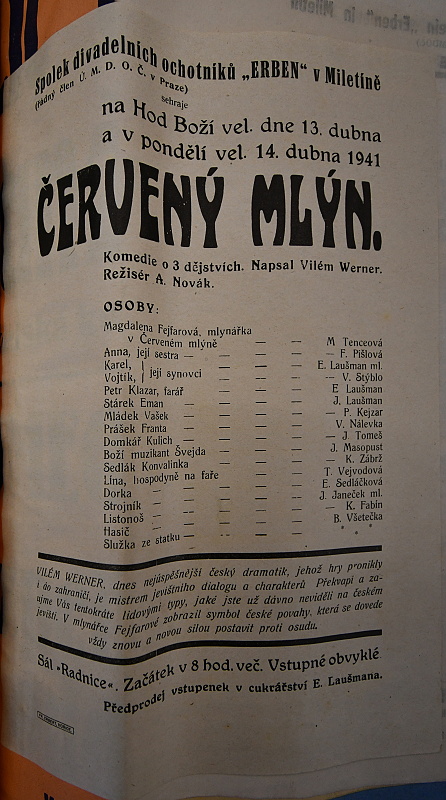 Spolek divadelních ochotníků „ERBEN" v Miletíně
(řádný člen Ú. M. D. O. Č. v Praze)
sehraje
na Hod Boží vel. dne 13. dubna
a v pondělí vel. 14. dubna 1941
ČERVENÝ MLÝN.
Komedie o 3 dějstvích. Napsal Vilém Werner.
Režisér A. Novák.
OSOBY:
Magdalena Fejfarová, mlynářka
v Červeném mlýně — — — M Tenceová
Anna, její sestra — — — — F. Pišlová
Karel, } její synovci — — — E. Laušman ml.
Vojtík, — V. Stýblo
Petr Klazar, farář — — — E Laušman
Stárek Eman — — — — J. Laušman
Mládek Vašek — — — — P. Kejzar
Prášek Franta — — — — V. Nálevka
Domkář Kulich — — — — J Tomeš
Boží muzikant Švejda — — — J. Masopust
Sedlák Konvalinka — — — — K. Zábrž
Lína, hospodyně na faře — — — T. Vejvodová
Dorka — — — — E. Sedláčková
Strojník — — — — J. Janeček ml.
Listonoš — — — — K. Fabín
Hasič — — — — B. Všetečka
Služka ze statku — — — — * * *
VILÉM WERNER, dnes nejúspěšnější český dramatik, jehož hry pronikly
i do zahraničí, je mistrem jevištního dialogu a charakterů Překvapí a za-
ujme Vás tentokráte lidovými typy, jaké jste už dávno neviděli na českém
jevišti. V mlynářce Fejfarové zobrazil symbol české povahy, která se dovede
vždy znovu a novou silou postavit proti osudu.
Sál »Radnice«. Začátek v 8 hod. več. Vstupné obvyklé
Předprodej vstupenek v cukrářství E. Laušmana.